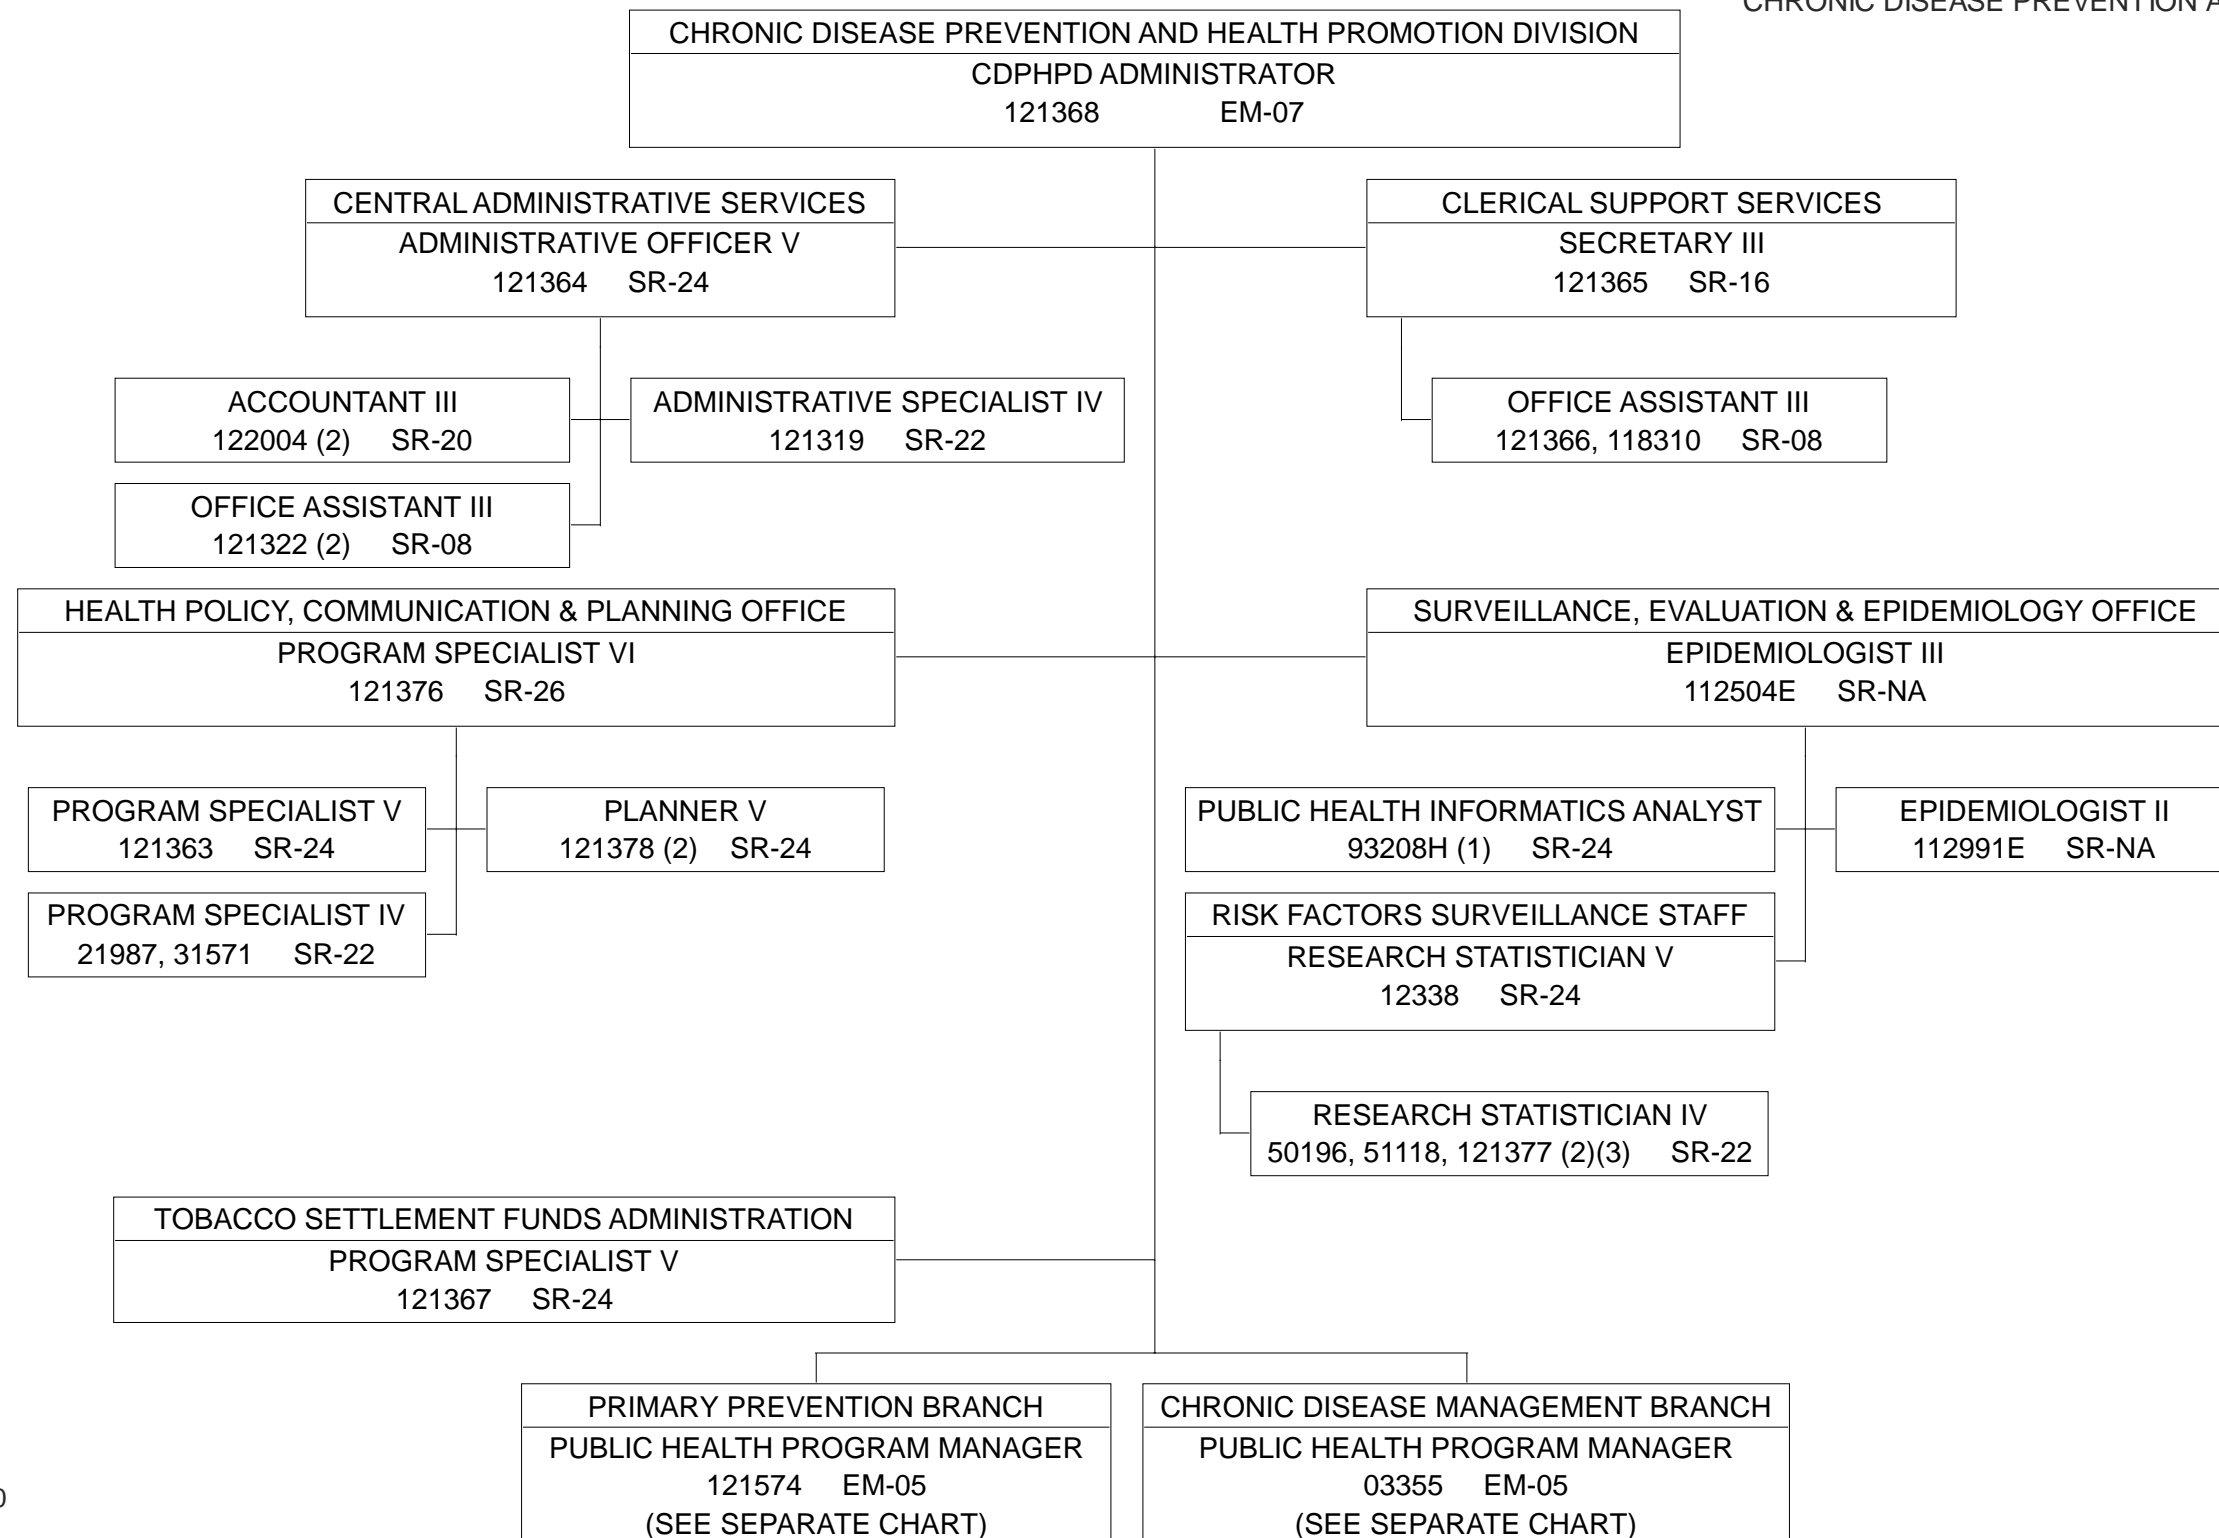 CHRONIC DISEASE PREVENTION A
CHRONIC DISEASE PREVENTION AND HEALTH PROMOTION DIVISION
CDPHPD ADMINISTRATOR
121368 EM-07
CENTRAL ADMINISTRATIVE SERVICES
ADMINISTRATIVE OFFICER V
121364 SR-24
CLERICAL SUPPORT SERVICES
SECRETARY III
121365 SR-16
ACCOUNTANT III
122004 (2) SR-20
ADMINISTRATIVE SPECIALIST IV
121319 SR-22
OFFICE ASSISTANT III
121366, 118310 SR-08
OFFICE ASSISTANT III
121322 (2) SR-08
HEALTH POLICY, COMMUNICATION & PLANNING OFFICE
PROGRAM SPECIALIST VI
121376 SR-26
SURVEILLANCE, EVALUATION & EPIDEMIOLOGY OFFICE
EPIDEMIOLOGIST III
112504E SR-NA
PROGRAM SPECIALIST V
121363 SR-24
PLANNER V
121378 (2) SR-24
PUBLIC HEALTH INFORMATICS ANALYST
93208H (1) SR-24
EPIDEMIOLOGIST II
112991E SR-NA
PROGRAM SPECIALIST IV
21987, 31571 SR-22
RISK FACTORS SURVEILLANCE STAFF
RESEARCH STATISTICIAN V
12338 SR-24
RESEARCH STATISTICIAN IV
50196, 51118, 121377 (2)(3) SR-22
TOBACCO SETTLEMENT FUNDS ADMINISTRATION
PROGRAM SPECIALIST V
121367 SR-24
PRIMARY PREVENTION BRANCH
PUBLIC HEALTH PROGRAM MANAGER
121574 EM-05
(SEE SEPARATE CHART)
CHRONIC DISEASE MANAGEMENT BRANCH
PUBLIC HEALTH PROGRAM MANAGER
03355 EM-05
(SEE SEPARATE CHART)